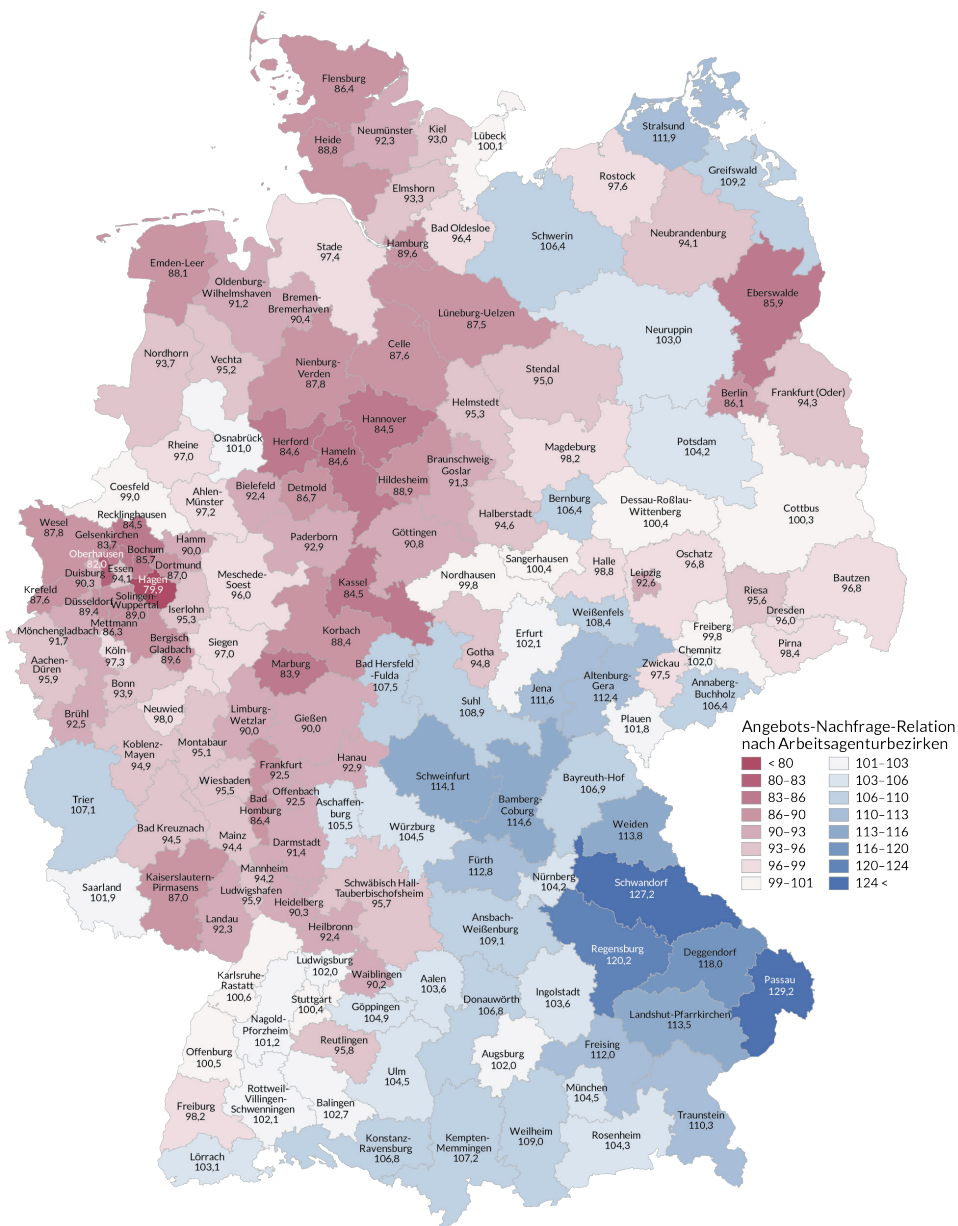 Flensburg
86,4
Heide
88,8
Neumünster
92,3
Kiel
93,0
Lübeck
100,1
Elmshorn
93,3
Stralsund
111,9
Greifswald
109,2
Rostock
97,6
Neubrandenburg
94,1
Schwerin
106,4
Bad Oldesloe
96,4
Hamburg
89,6
Stade
97,4
Emden-Leer
88,1
Oldenburg-
Wilhelmshaven
91,2
Bremen-
Bremerhaven
90,4
Lüneburg-Uelzen
87,5
Eberswalde
85,9
Neuruppin
103,0
Celle
87,6
Nordhorn
93,7
Vechta
95,2
Nienburg-
Verden
87,8
Stendal
95,0
Berlin
86,1
Frankfurt (Oder)
94,3
Helmstedt
95,3
Hannover
84,5
Osnabrück
101,0
Rheine
97,0
Herford
84,6
Hameln
84,6
Magdeburg
98,2
Potsdam
104,2
Braunschweig-
Goslar
91,3
Hildesheim
88,9
Bielefeld
92,4
Detmold
86,7
Coesfeld
99,0
Ahlen-
Münster
97,2
Bernburg
106,4
Dessau-Roßlau-
Wittenberg
100,4
Cottbus
100,3
Halberstadt
94,6
Wesel
87,8
Recklinghausen
84,5
Gelsenkirchen
83,7
Oberhausen
82,0
Bochum
85,7
Hamm
90,0
Paderborn
92,9
Göttingen
90,8
Essen
94,1
Dortmund
87,0
Duisburg
90,3
Hagen
79,9
Krefeld
87,6
Düsseldorf
89,4
Solingen-
Wuppertal
89,0
Iserlohn
95,3
Mettmann
86,3
Meschede-
Soest
96,0
Kassel
84,5
Nordhausen
99,8
Sangerhausen
100,4
Halle
98,8
Leipzig
92,6
Oschatz
96,8
Bautzen
96,8
Riesa
95,6
Dresden
96,0
Pirna
98,4
Freiberg
99,8
Chemnitz
102,0
Weißenfels
108,4
Erfurt
102,1
Mönchengladbach
91,7
Bergisch
Gladbach
89,6
Köln
97,3
Siegen
97,0
Korbach
88,4
Gotha
94,8
Aachen-
Düren
95,9
Bonn
93,9
Marburg
83,9
Bad Hersfeld
-Fulda
107,5
Suhl
108,9
Jena
111,6
Altenburg-
Gera
112,4
Zwickau
97,5
Annaberg-
Buchholz
106,4
Plauen
101,8
Brühl
92,5
Neuwied
98,0
Limburg-
Wetzlar
90,0
Gießen
90,0
Koblenz-
Mayen
94,9
Montabaur
95,1
Hanau
92,9
Frankfurt
92,5
Wiesbaden
95,5
Offenbach
92,5
Bad
Homburg
86,4
Trier
107,1
Aschaffen-
burg
105,5
Schweinfurt
114,1
Bamberg-
Coburg
114,6
Bayreuth-Hof
106,9
Würzburg
104,5
Weiden
113,8
Bad Kreuznach
94,5
Mainz
94,4
Darmstadt
91,4
Fürth
112,8
Nürnberg
104,2
Schwandorf
127,2
Saarland
101,9
Kaiserslautern-
Pirmasens
87,0
Mannheim
94,2
Ludwigshafen
95,9
Heidelberg
90,3
Schwäbisch Hall-
Tauberbischofsheim
95,7
Landau
92,3
Heilbronn
92,4
Ansbach-
Weißenburg
109,1
Regensburg
120,2
Deggendorf
118,0
Passau
129,2
Karlsruhe-
Rastatt
100,6
Ludwigsburg
102,0
Waiblingen
90,2
Aalen
103,6
Donauwörth
106,8
Ingolstadt
103,6
Landshut-Pfarrkirchen
113,5
Stuttgart
100,4
Göppingen
104,9
Nagold-
Pforzheim
101,2
Reutlingen
95,8
Offenburg
100,5
Augsburg
102,0
Freising
112,0
Ulm
104,5
Freiburg
98,2
Rottweil-
Villingen-
Schwenningen
102,1
Balingen
102,7
München
104,5
Traunstein
110,3
Lörrach
103,1
Konstanz-
Ravensburg
106,8
Kempten-
Memmingen
107,2
Weilheim
109,0
Rosenheim
104,3
Angebots-Nachfrage-Relation
nach Arbeitsagenturbezirken
< 80
80–83
83–86
86–90
90–93
93–96
96–99
99–101
101–103
103–106
106–110
110–113
113–116
116–120
120–124
124 <